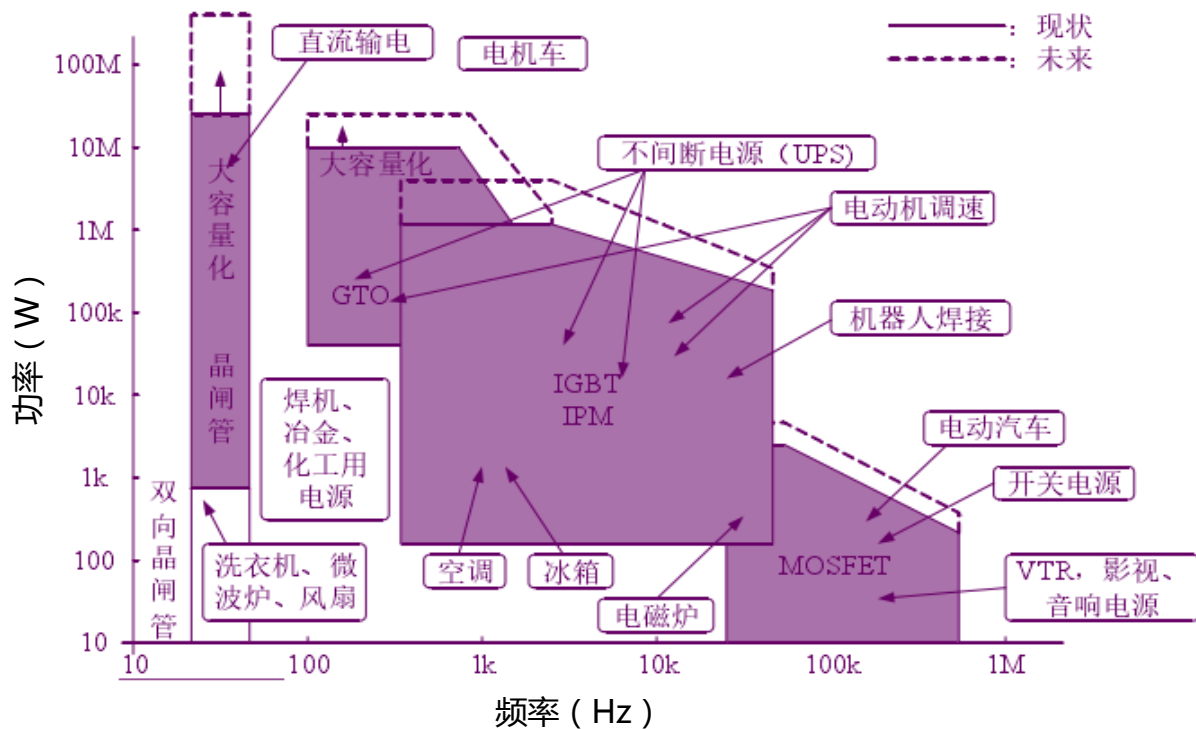 直流输电
电机车
：现状
：未来
100M
10M
1M
100k
10k
1k
100
10
功率（W）
大容量化
晶闸管
双向晶闸管
大容量化
不间断电源（UPS)
电动机调速
GTO
机器人焊接
IGBT
IPM
焊机、
冶金、
化工用
电源
电动汽车
开关电源
洗衣机、微
波炉、风扇
空调
冰箱
电磁炉
MOSFET
VTR，影视、
音响电源
10
100
1k
10k
100k
1M
频率（Hz）